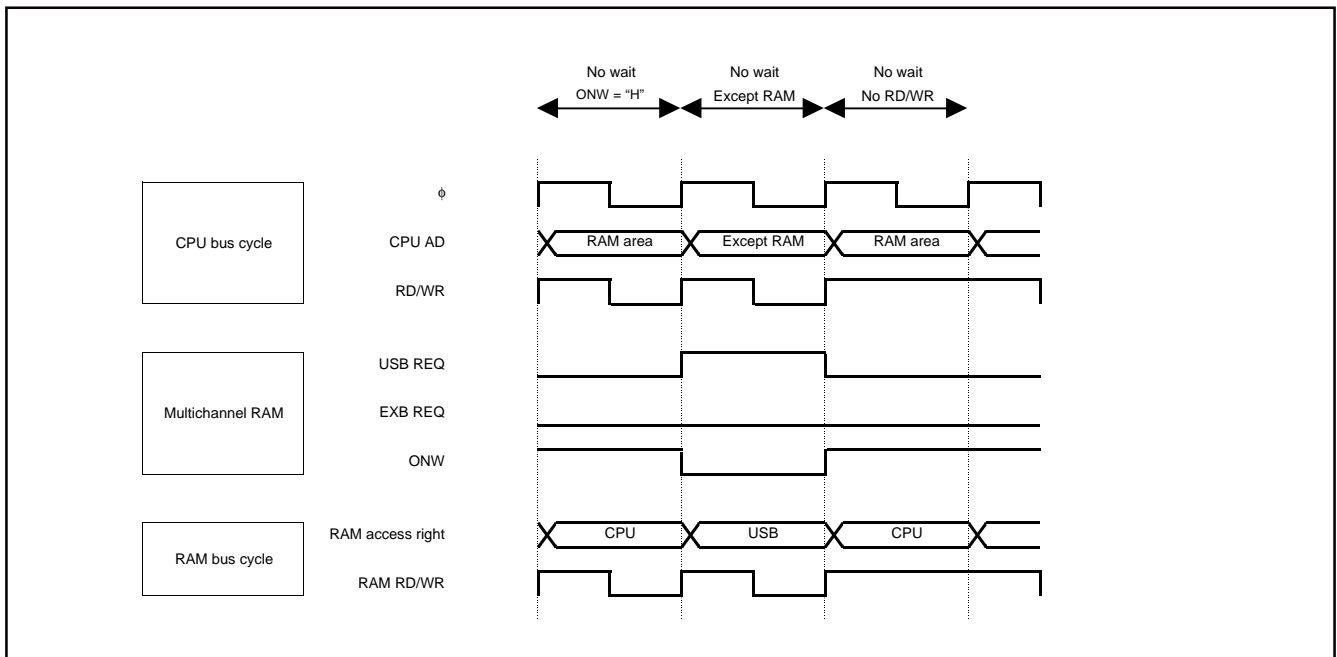 No wait No wait No wait
ONW = “H” Except RAM No RD/WR
ϕ
CPU bus cycle
CPU AD
RAM area Except RAM RAM area
RD/WR
USB REQ
Multichannel RAM
EXB REQ
ONW
RAM access right
CPU USB CPU
RAM bus cycle
RAM RD/WR